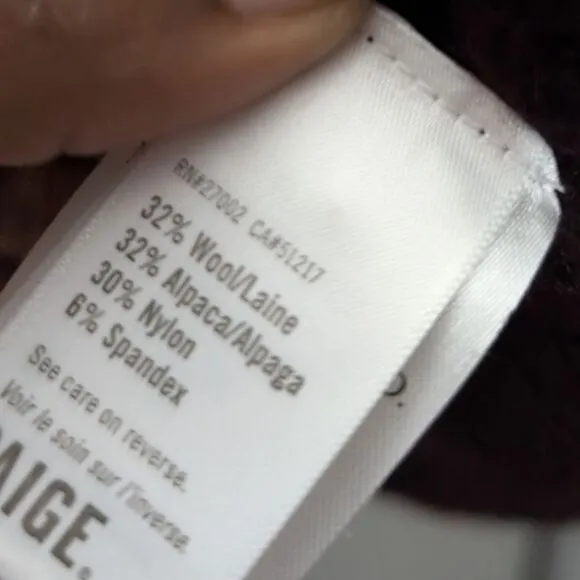 RN#27002 CA#51217
32% Wool/Laine
32% Alpaca/Alpaga
30% Nylon
6% Spandex
See care on reverse.
Voir le soin sur l'inverse.
AIGE.
D.